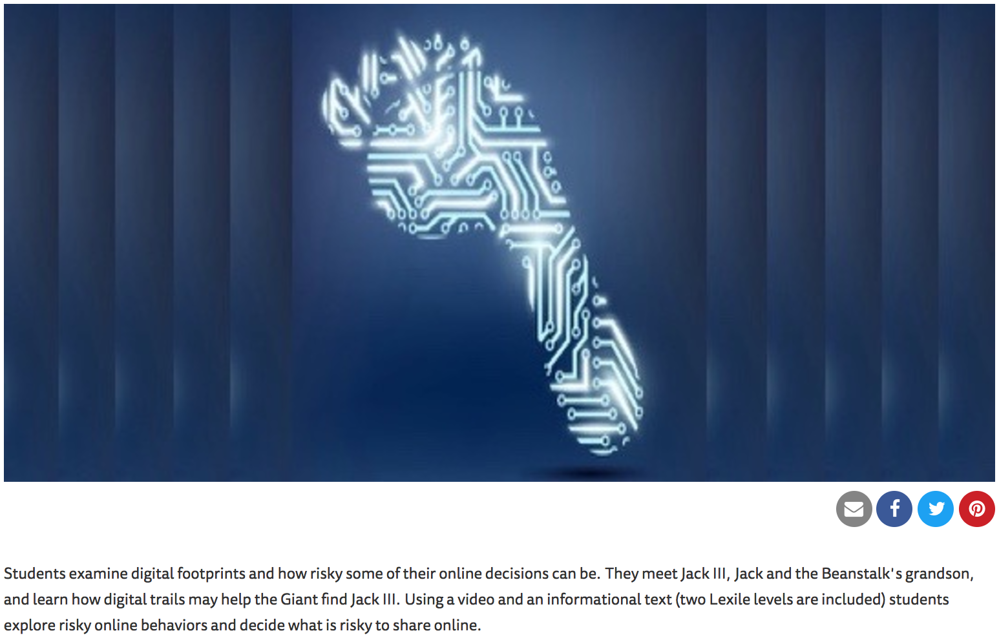 Students examine digital footprints and how risky some of their online decisions can be. They meet Jack III, Jack and the Beanstalk's grandson,
and learn how digital trails may help the Giant find Jack III. Using a video and an informational text (two Lexile levels are included) students
explore risky online behaviors and decide what is risky to share online.